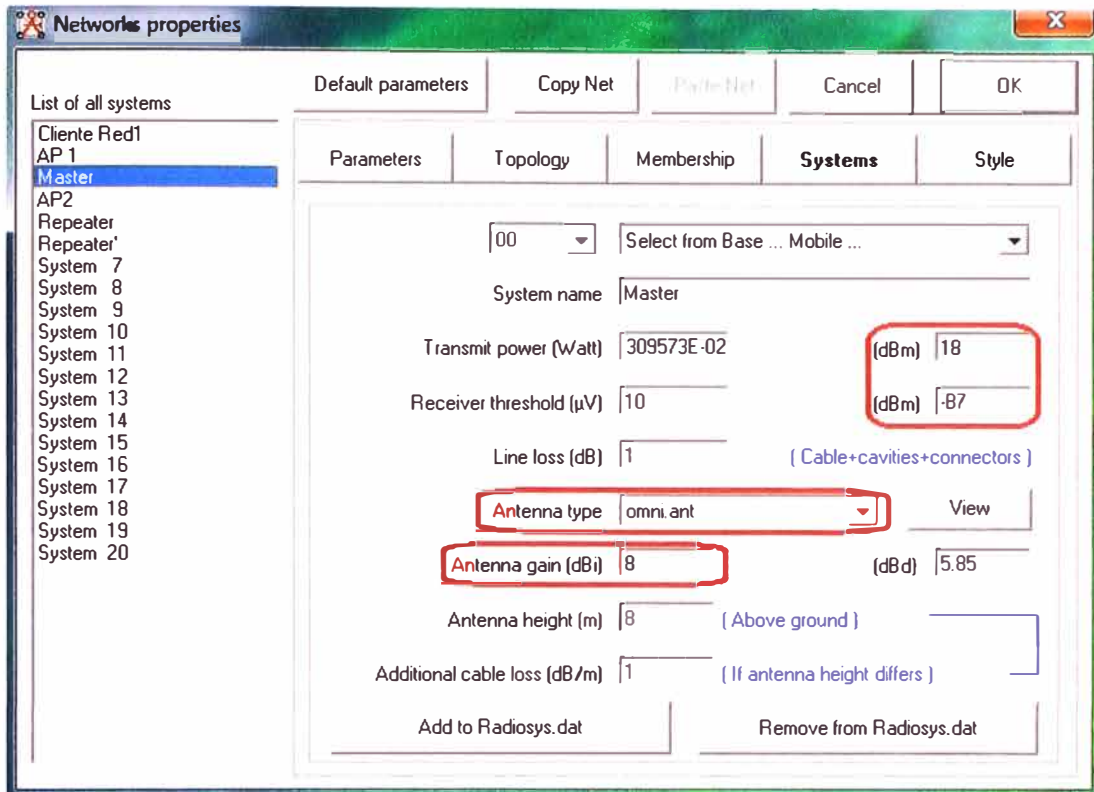 Networks properties
Default parameters
Copy Net
Paste Net
Cancel
OK
List of all systems
Cliente Red1
AP 1
Master
AP2
Repeater
Repeater'
System 7
System 8
System 9
System 10
System 11
System 12
System 13
System 14
System 15
System 16
System 17
System 18
System 19
System 20
Parameters
Topology
Membership
Systems
Style
00
Select from Base ... Mobile ...
System name Master
Transmit power (Watt) 309573E-02 (dBm) 18
Receiver threshold (µV) 10 (dBm) -87
Line loss (dB) 1 ( Cable+cavities+connectors )
Antenna type omni.ant View
Antenna gain (dBi) 8 (dBd) 5.85
Antenna height (m) 8 ( Above ground )
Additional cable loss (dB/m) 1 ( If antenna height differs )
Add to Radiosys.dat
Remove from Radiosys.dat